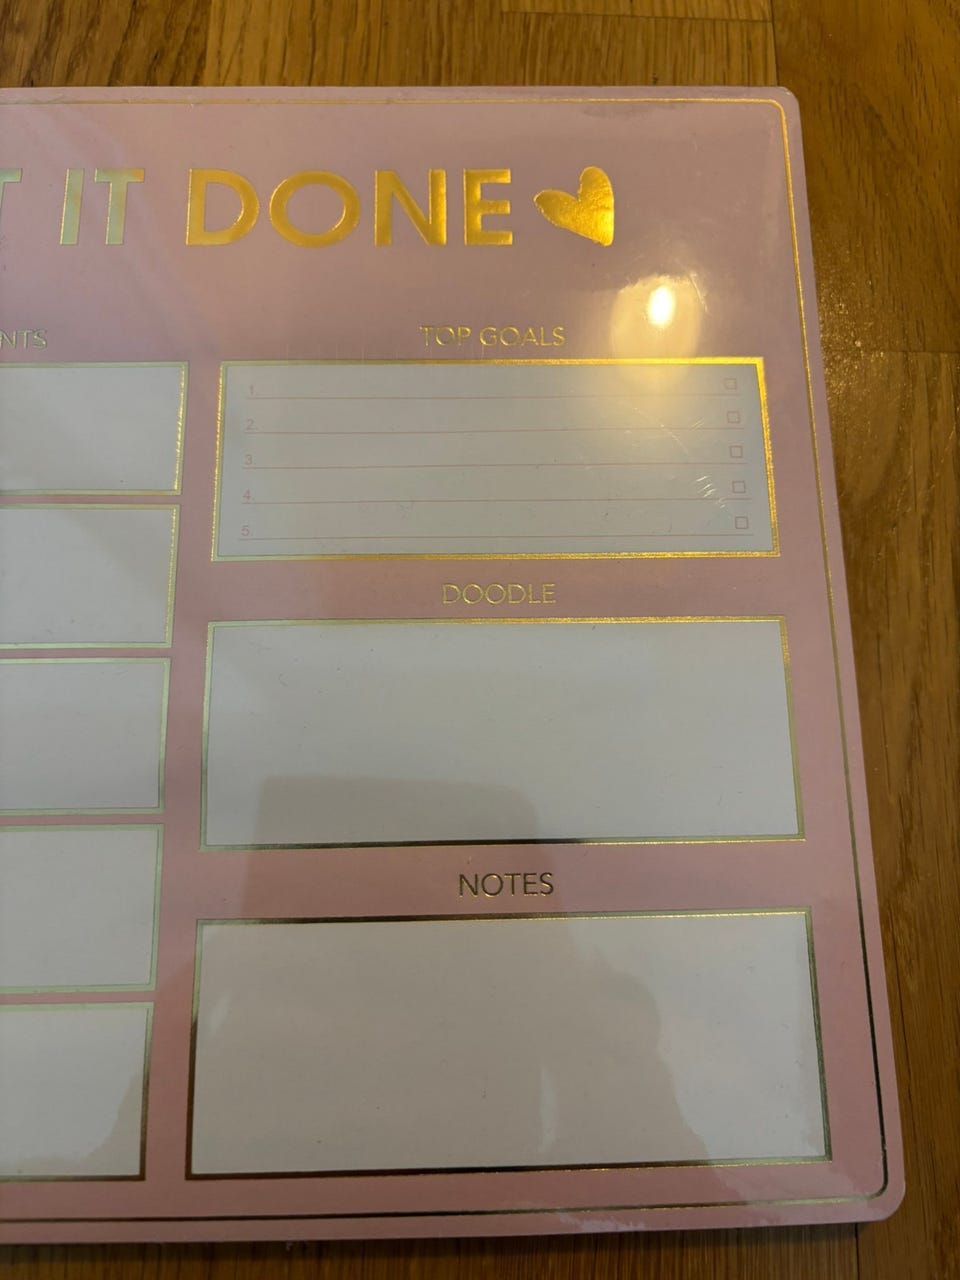 T IT DONE
NTS
TOP GOALS
1.
2.
3.
4.
5.
DOODLE
NOTES